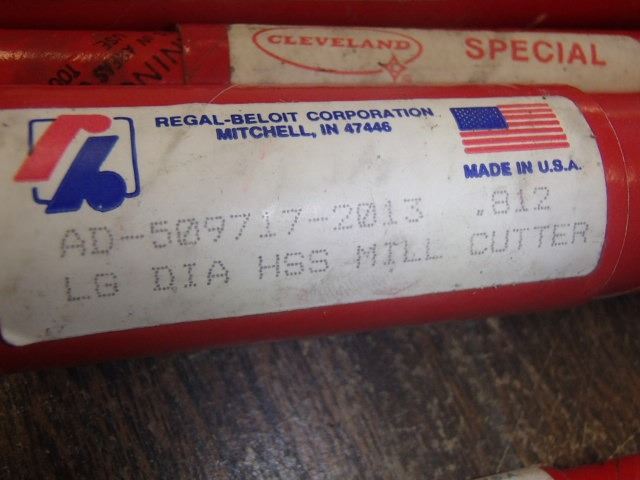 CLEVELAND
SPECIAL
REGAL-BELOIT CORPORATION
MITCHELL, IN 47446
MADE IN U.S.A.
AD-509717-2013 .812
LG DIA HSS MILL CUTTER